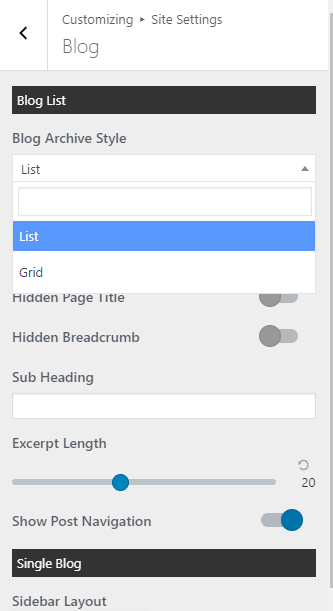 Customizing ▸ Site Settings
Blog
Blog List
Blog Archive Style
List
List
Grid
Hidden Page Title
Hidden Breadcrumb
Sub Heading
Excerpt Length
20
Show Post Navigation
Single Blog
Sidebar Layout